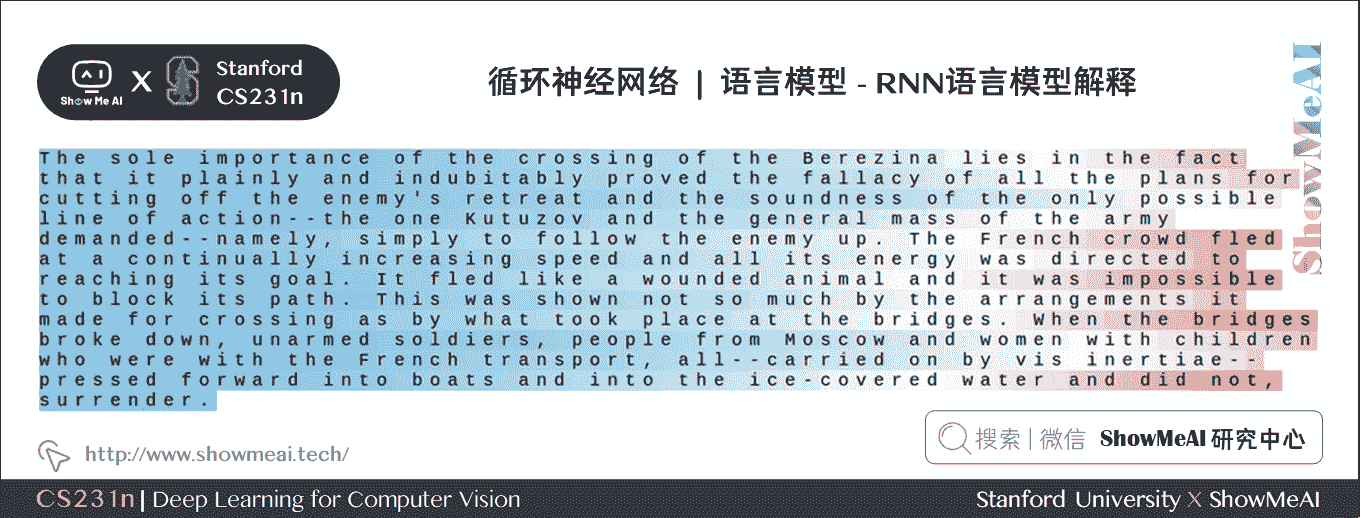 Show Me AI
X
Stanford
CS231n
循环神经网络 | 语言模型 - RNN语言模型解释
ShowMeAI
The sole importance of the crossing of the Berezina lies in the fact
that it plainly and indubitably proved the fallacy of all the plans for
cutting off the enemy's retreat and the soundness of the only possible
line of action--the one Kutuzov and the general mass of the army
demanded--namely, simply to follow the enemy up. The French crowd fled
at a continually increasing speed and all its energy was directed to
reaching its goal. It fled like a wounded animal and it was impossible
to block its path. This was shown not so much by the arrangements it
made for crossing as by what took place at the bridges. When the bridges
broke down, unarmed soldiers, people from Moscow and women with children
who were with the French transport, all--carried on by vis inertiae--
pressed forward into boats and into the ice-covered water and did not,
surrender.
http://www.showmeai.tech/
搜索 | 微信 ShowMeAI 研究中心
CS231n | Deep Learning for Computer Vision
Stanford University X ShowMeAI